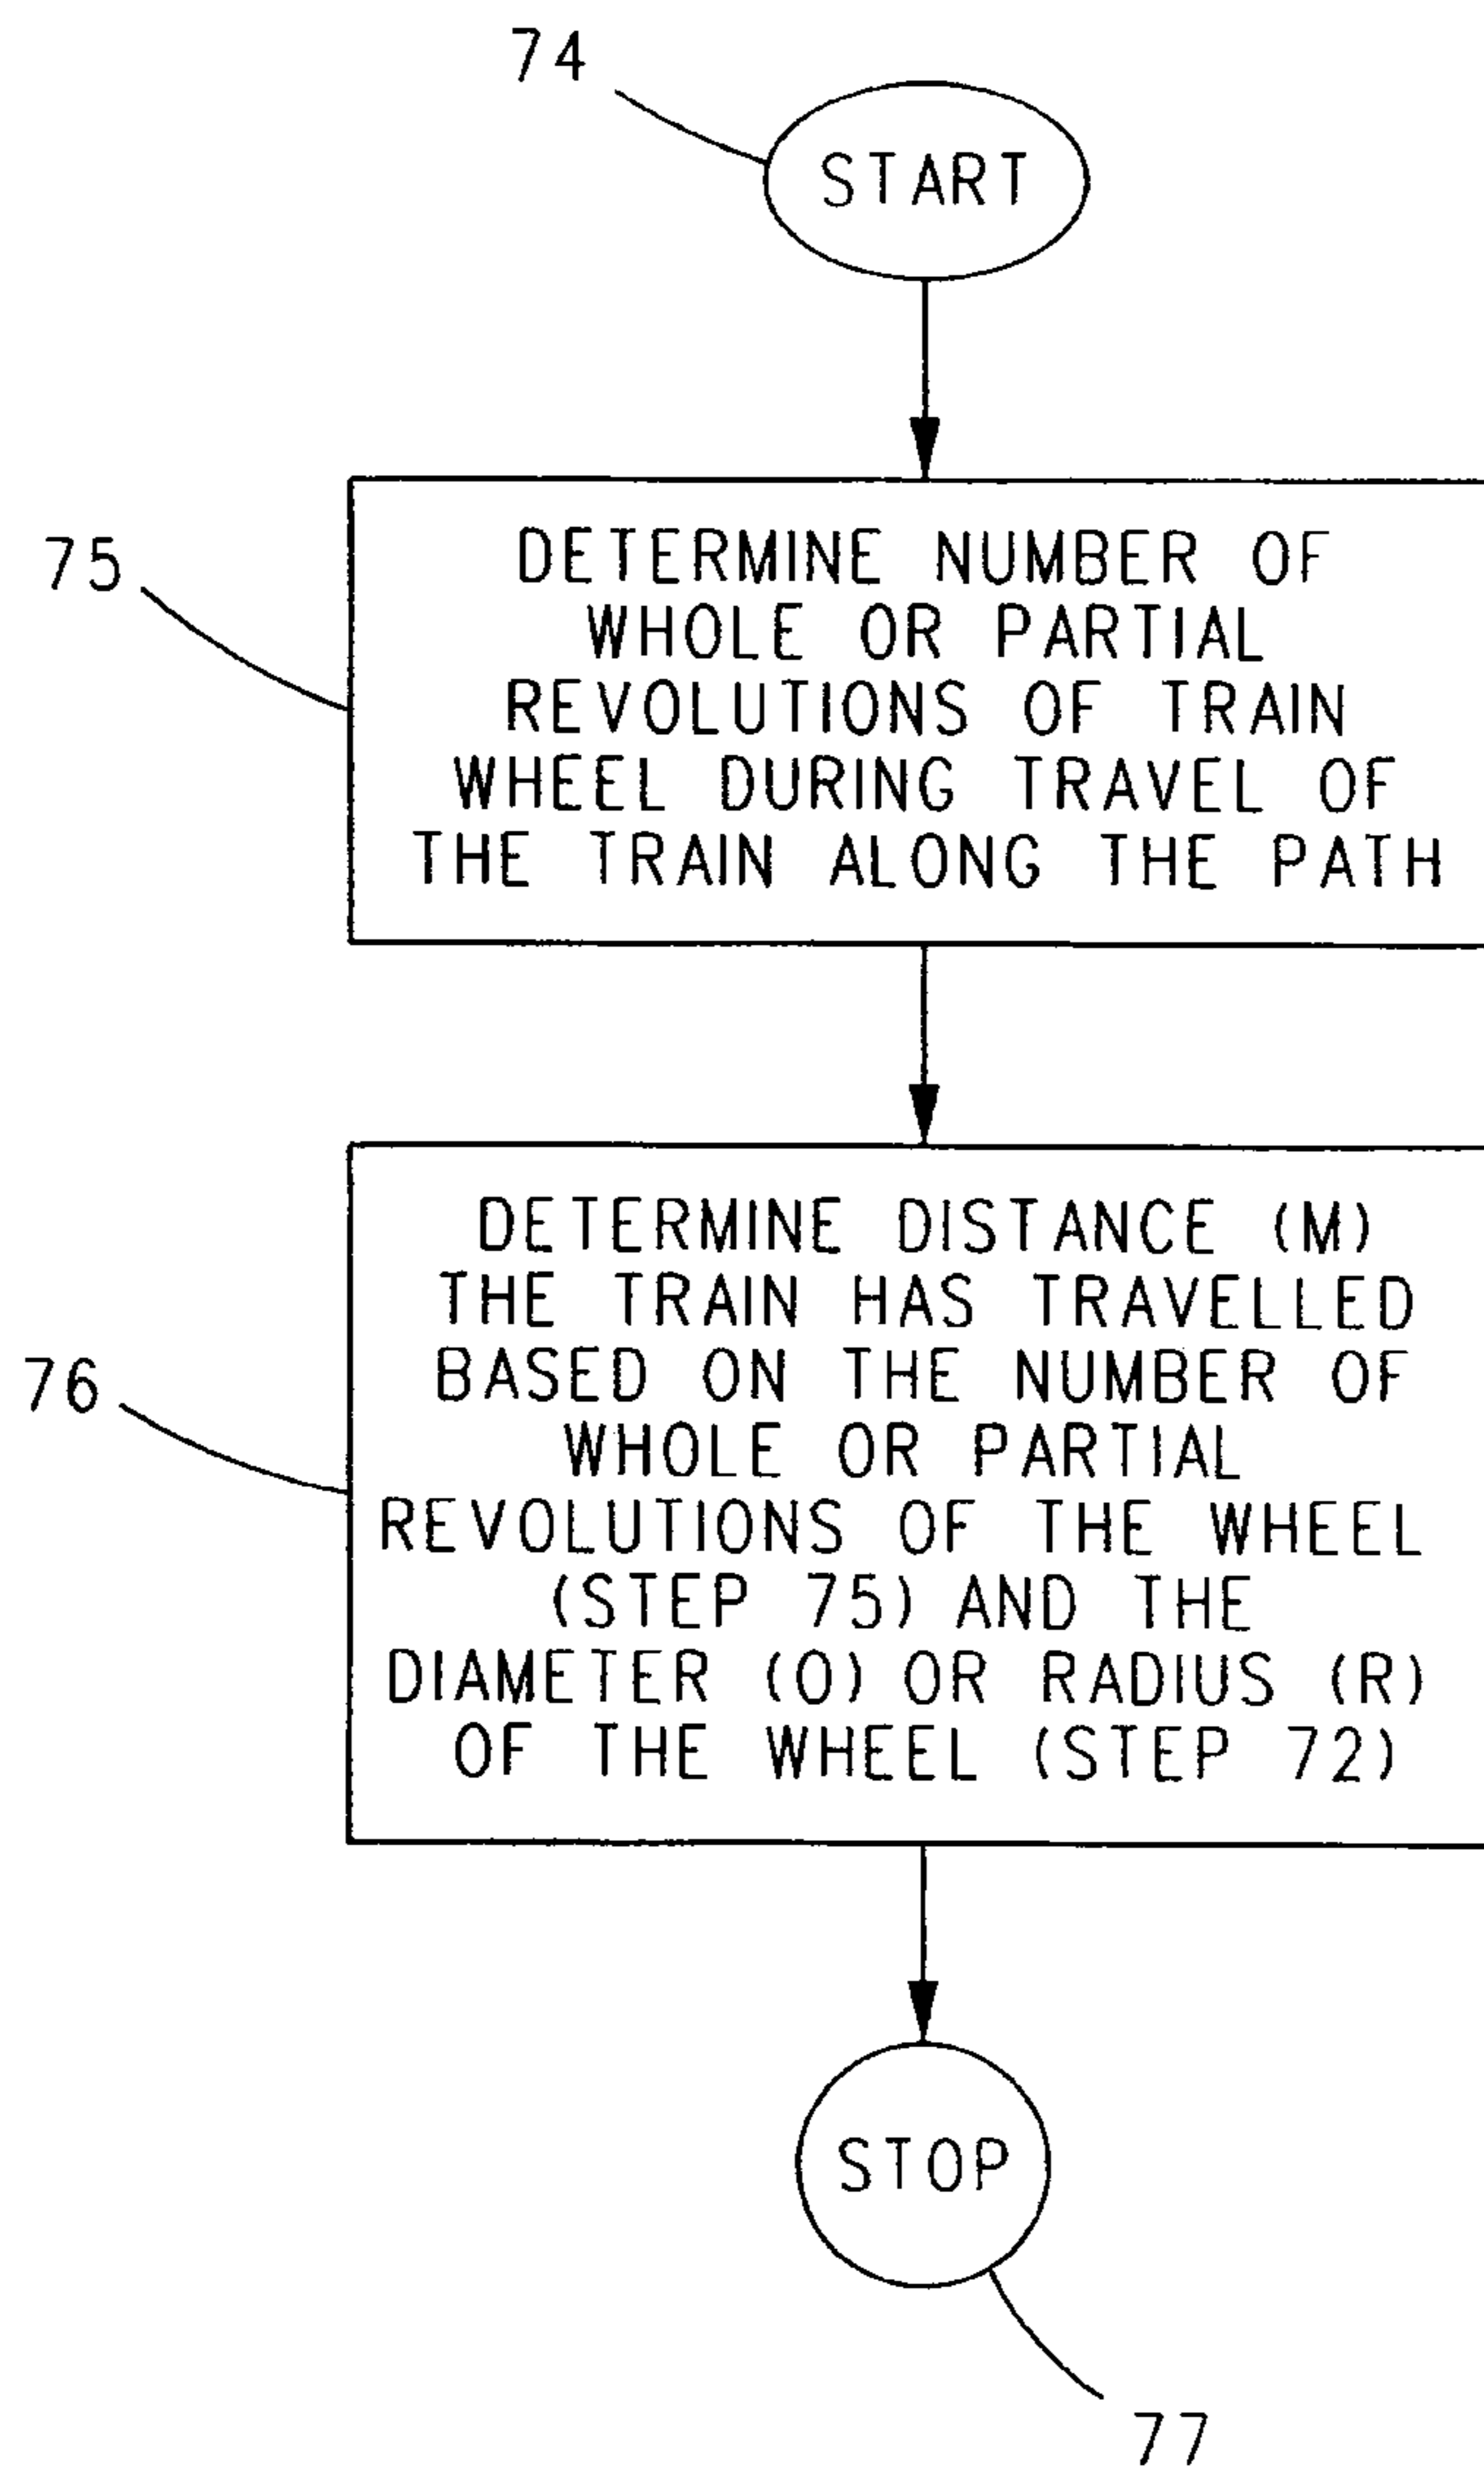 74
START
75
DETERMINE NUMBER OF
WHOLE OR PARTIAL
REVOLUTIONS OF TRAIN
WHEEL DURING TRAVEL OF
THE TRAIN ALONG THE PATH
76
DETERMINE DISTANCE (M)
THE TRAIN HAS TRAVELLED
BASED ON THE NUMBER OF
WHOLE OR PARTIAL
REVOLUTIONS OF THE WHEEL
(STEP 75) AND THE
DIAMETER (O) OR RADIUS (R)
OF THE WHEEL (STEP 72)
STOP
77